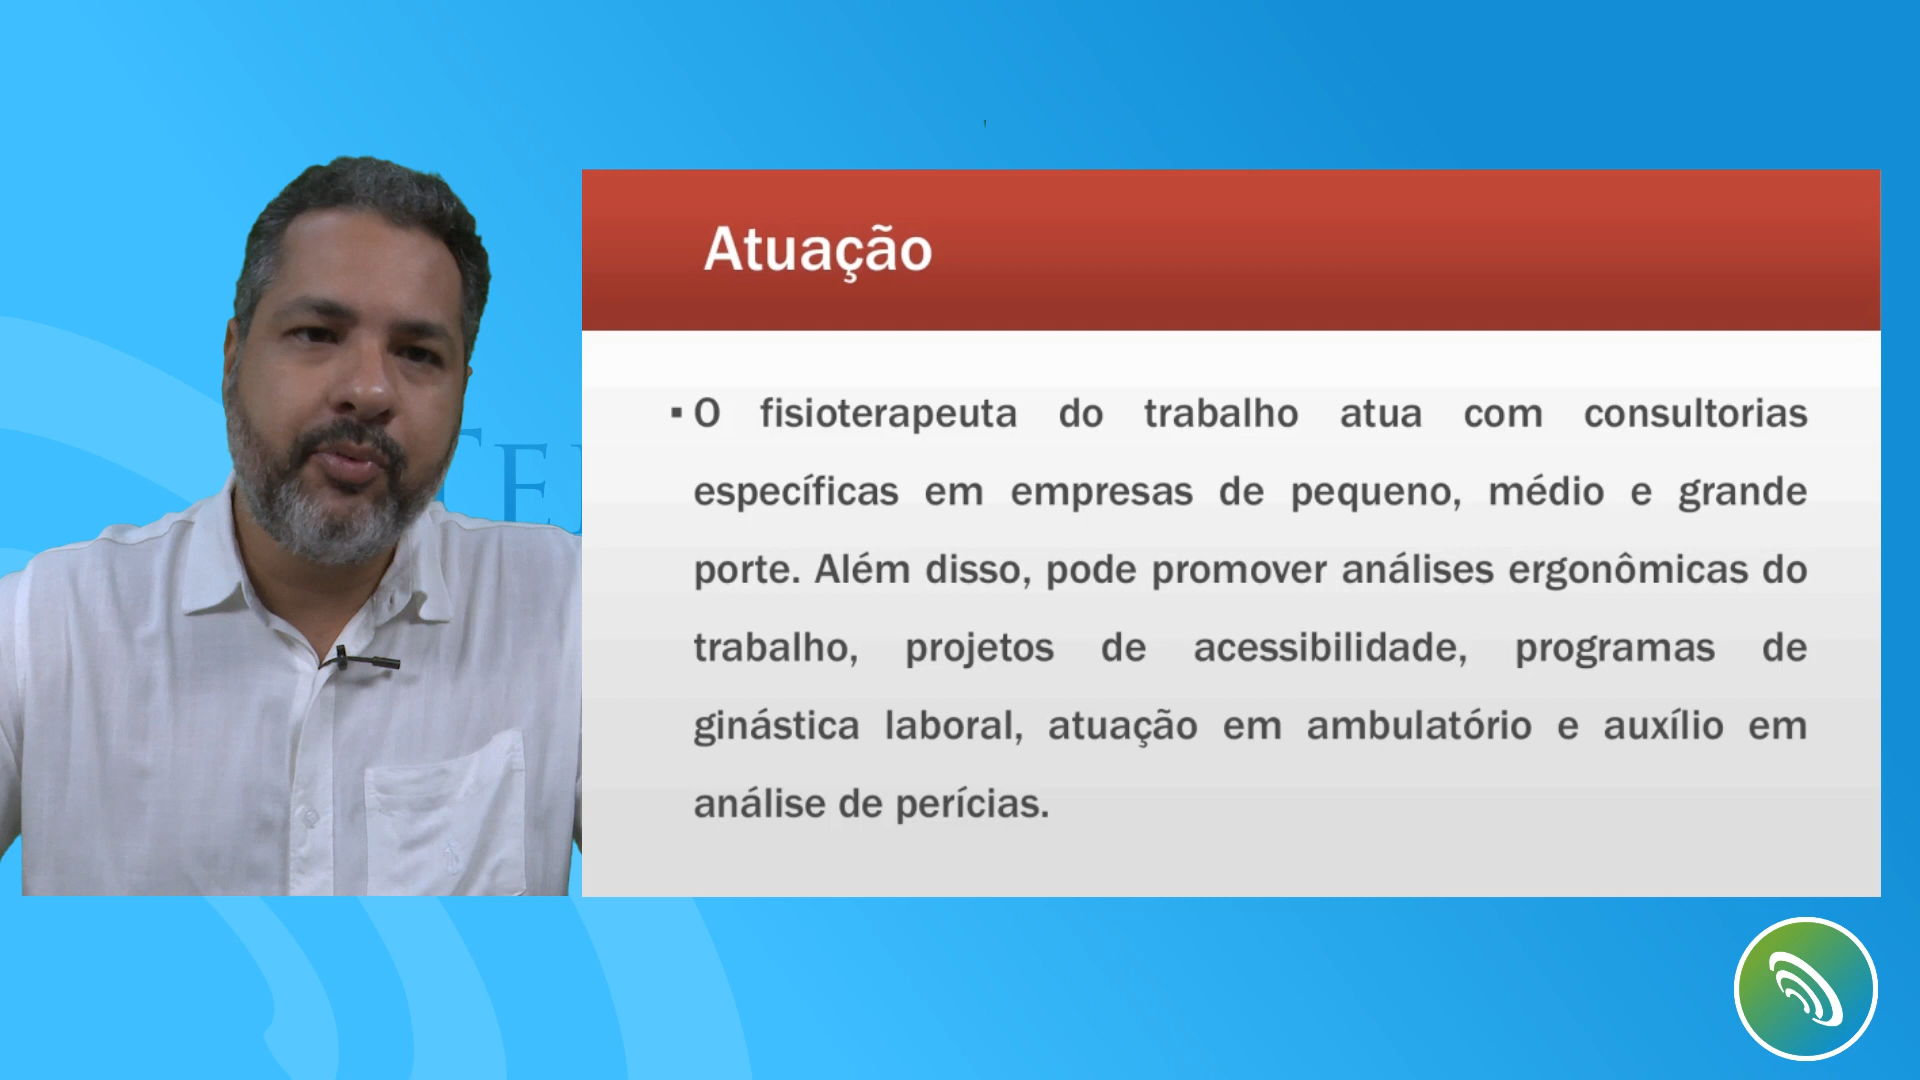 Atuação
▪ O fisioterapeuta do trabalho atua com consultorias
específicas em empresas de pequeno, médio e grande
porte. Além disso, pode promover análises ergonômicas do
trabalho, projetos de acessibilidade, programas de
ginástica laboral, atuação em ambulatório e auxílio em
análise de perícias.